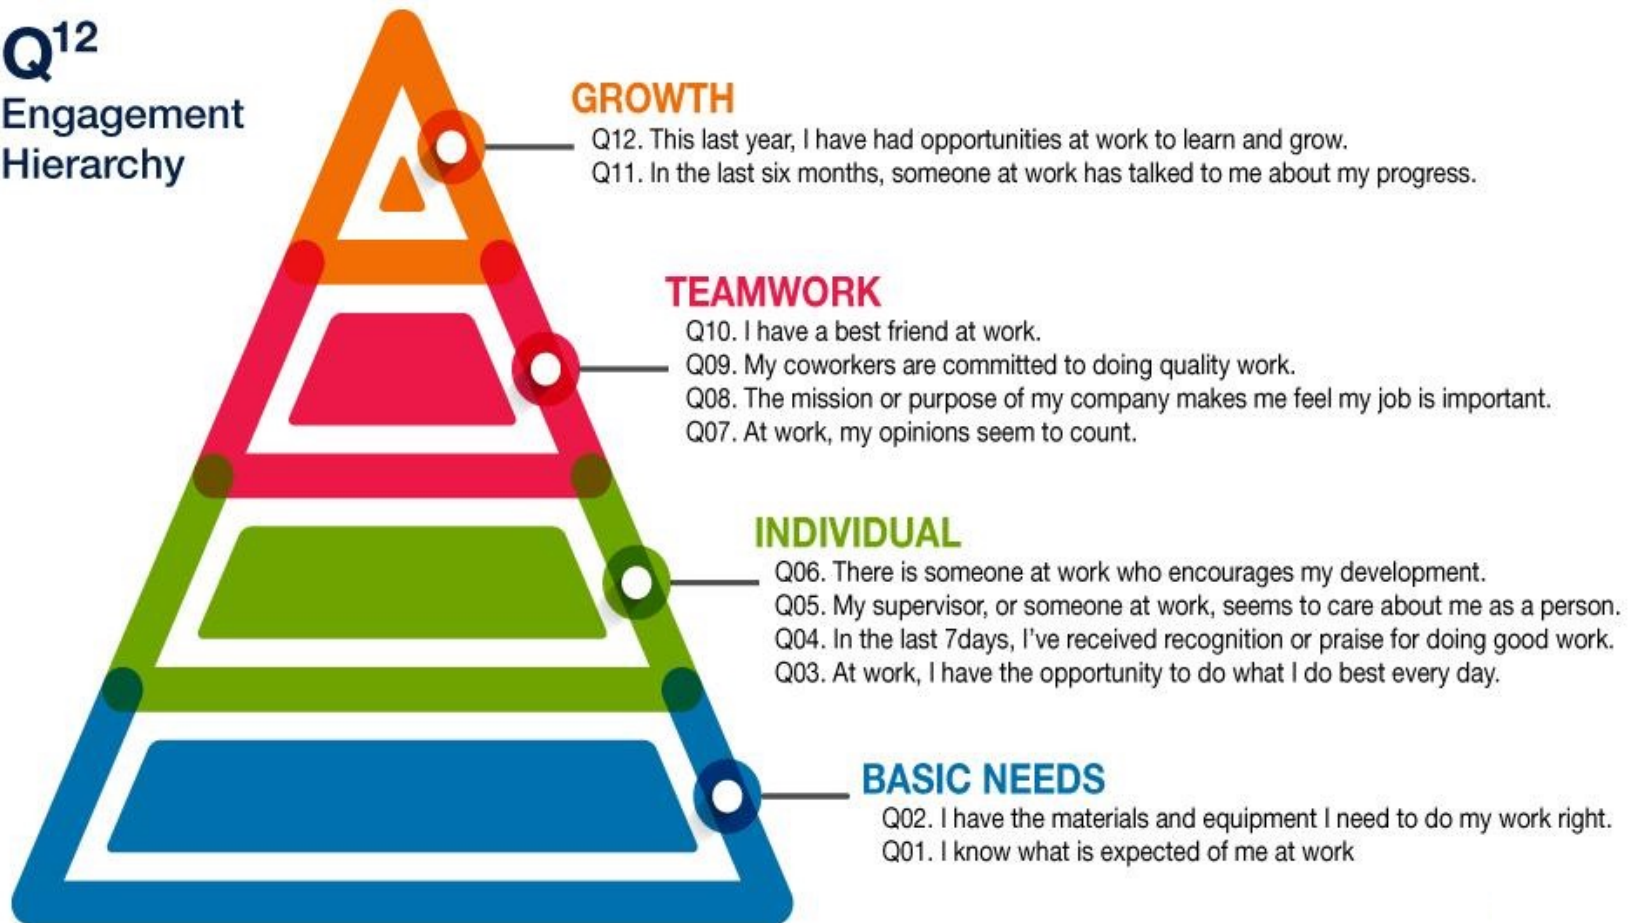 Q12
Engagement
Hierarchy
GROWTH
Q12. This last year, I have had opportunities at work to learn and grow.
Q11. In the last six months, someone at work has talked to me about my progress.
TEAMWORK
Q10. I have a best friend at work.
Q09. My coworkers are committed to doing quality work.
Q08. The mission or purpose of my company makes me feel my job is important.
Q07. At work, my opinions seem to count.
INDIVIDUAL
Q06. There is someone at work who encourages my development.
Q05. My supervisor, or someone at work, seems to care about me as a person.
Q04. In the last 7days, I've received recognition or praise for doing good work.
Q03. At work, I have the opportunity to do what I do best every day.
BASIC NEEDS
Q02. I have the materials and equipment I need to do my work right.
Q01. I know what is expected of me at work